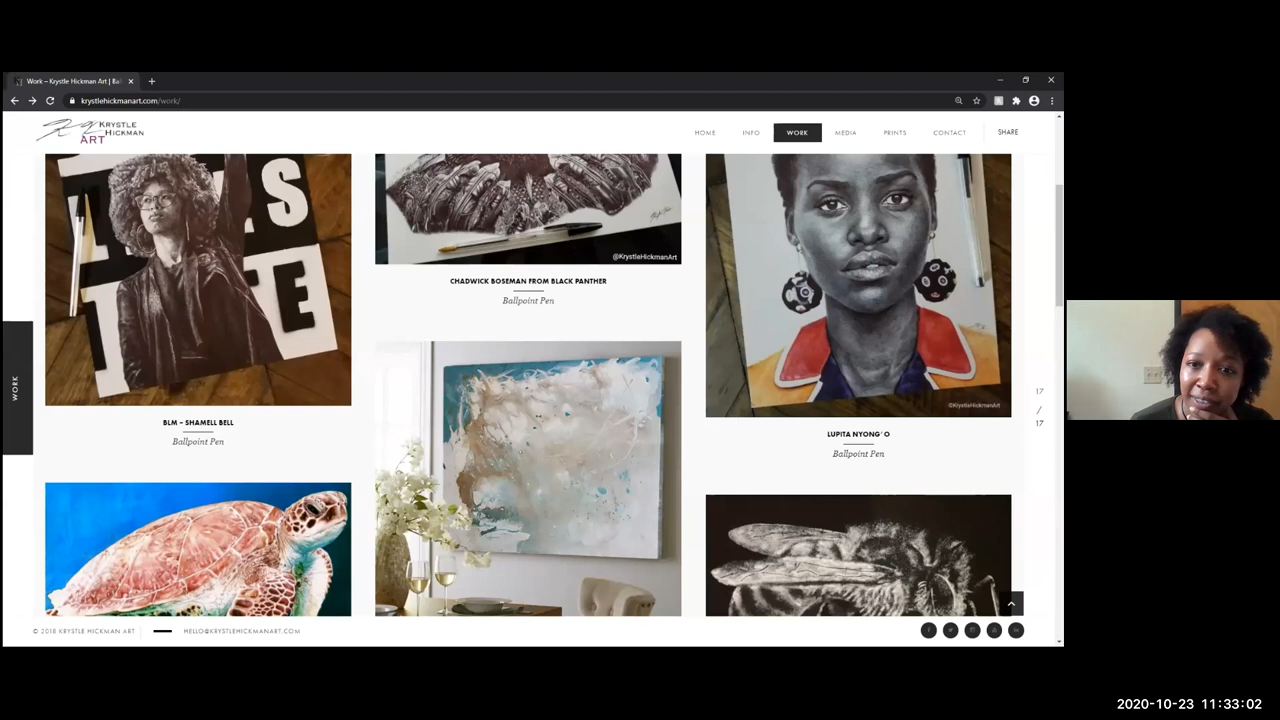 Work – Krystle Hickman Art | Ba
krystlehickmanart.com/work/
KRYSTLE
HICKMAN
ART
HOME
INFO
WORK
MEDIA
PRINTS
CONTACT
SHARE
S
TE
@KrystleHickmanArt
CHADWICK BOSEMAN FROM BLACK PANTHER
Ballpoint Pen
WORK
17
/
17
©KrystleHickmanArt
BLM – SHAMELL BELL
Ballpoint Pen
LUPITA NYONG'O
Ballpoint Pen
© 2018 KRYSTLE HICKMAN ART
HELLO@KRYSTLEHICKMANART.COM
2020-10-23 11:33:02